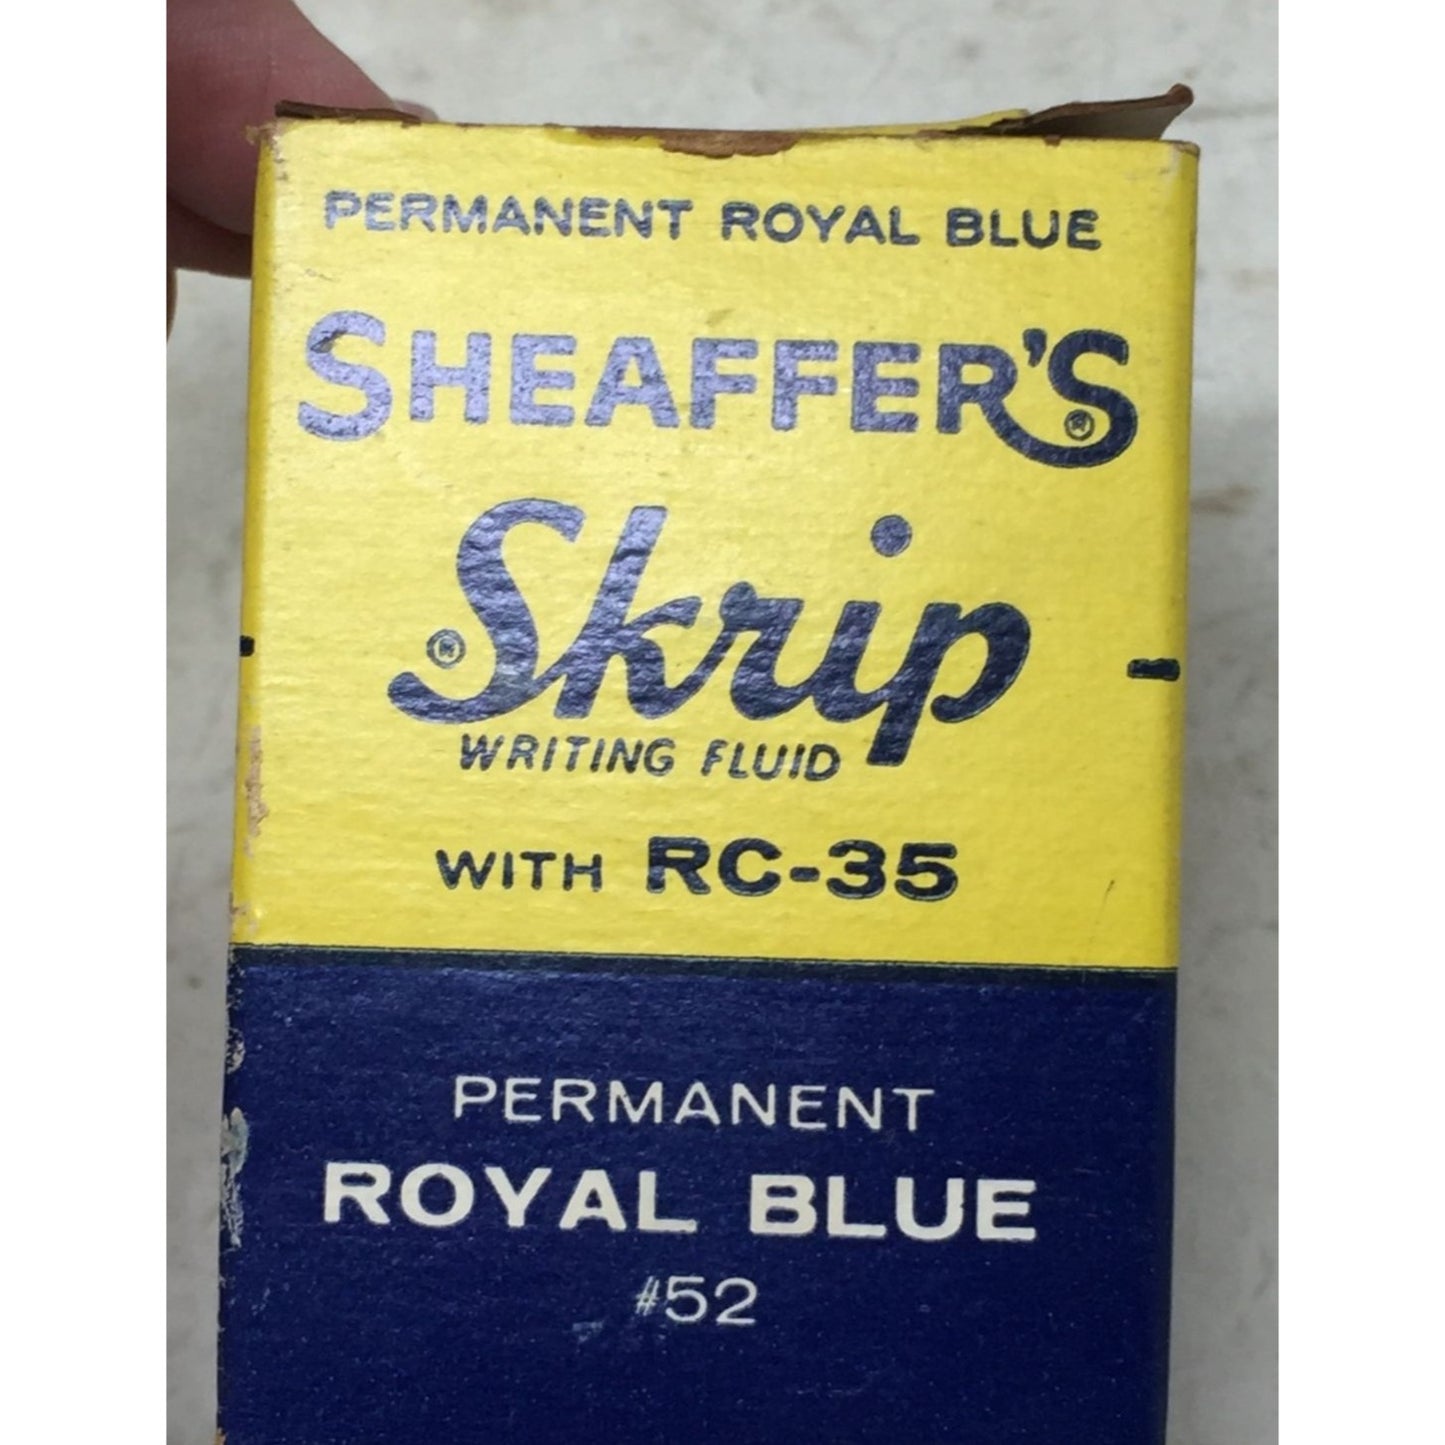 PERMANENT ROYAL BLUE
SHEAFFER'S®
Skrip®
WRITING FLUID
WITH RC-35
PERMANENT
ROYAL BLUE
#52